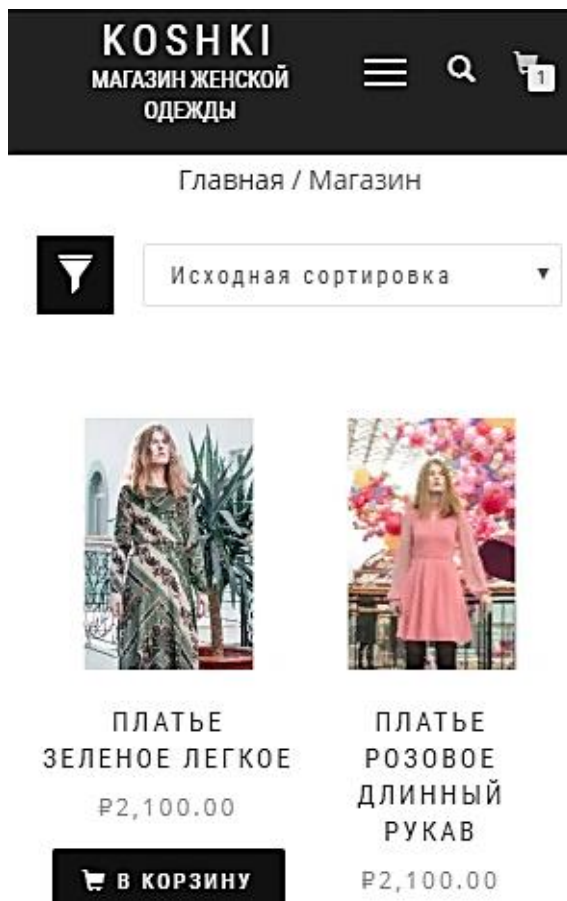 KOSHKI
МАГАЗИН ЖЕНСКОЙ
ОДЕЖДЫ
1
Главная / Магазин
Исходная сортировка
ПЛАТЬЕ
ЗЕЛЕНОЕ ЛЕГКОЕ
₽2,100.00
В КОРЗИНУ
ПЛАТЬЕ
РОЗОВОЕ
ДЛИННЫЙ
РУКАВ
₽2,100.00